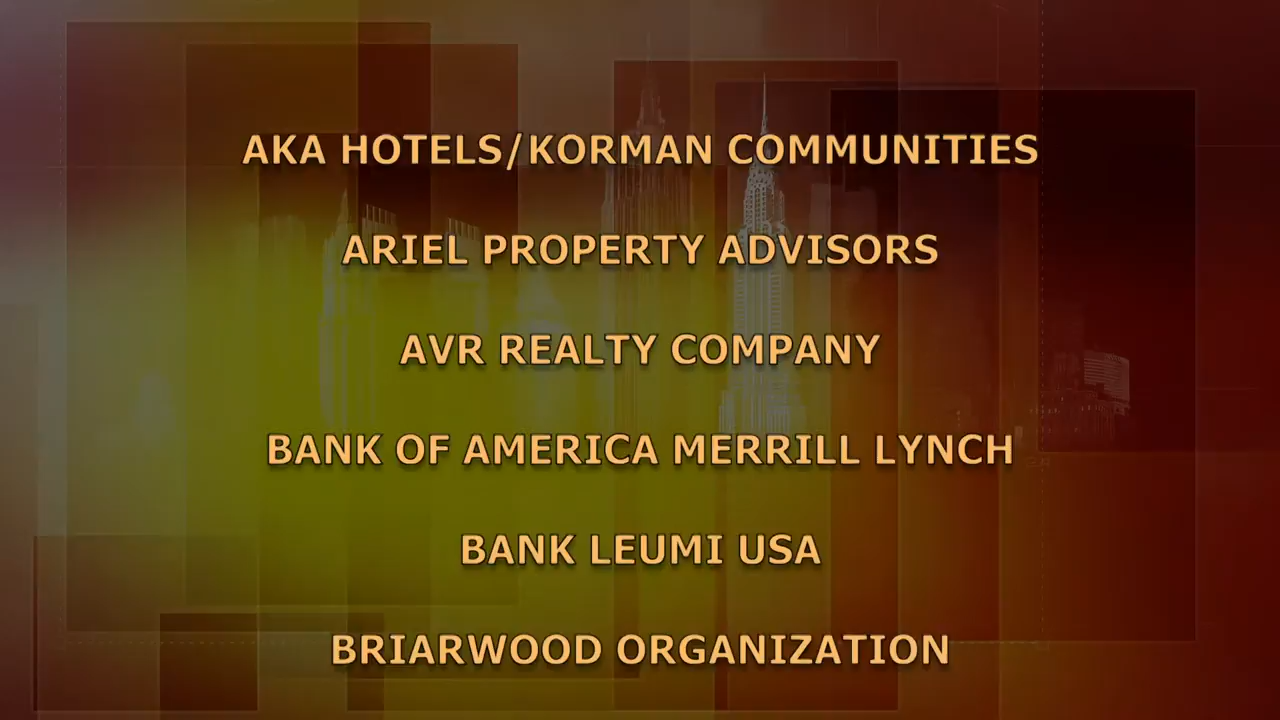 AKA HOTELS/KORMAN COMMUNITIES
ARIEL PROPERTY ADVISORS
AVR REALTY COMPANY
BANK OF AMERICA MERRILL LYNCH
BANK LEUMI USA
BRIARWOOD ORGANIZATION